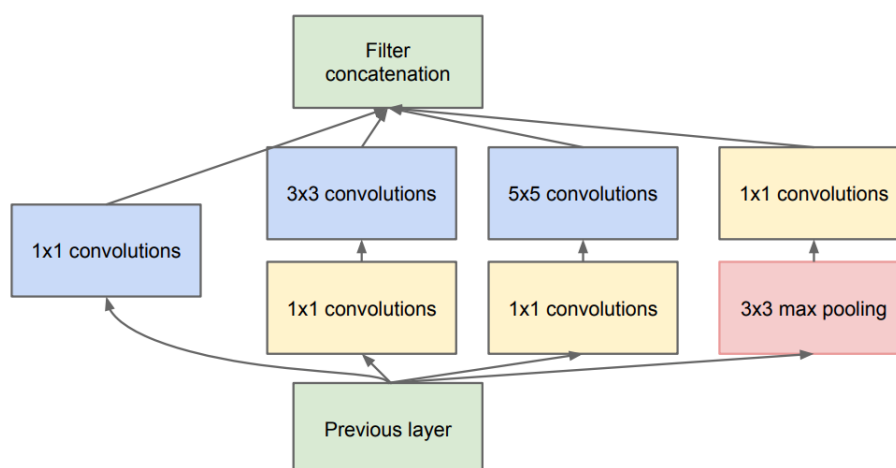 Filter
concatenation
3x3 convolutions
5x5 convolutions
1x1 convolutions
1x1 convolutions
1x1 convolutions
1x1 convolutions
3x3 max pooling
Previous layer